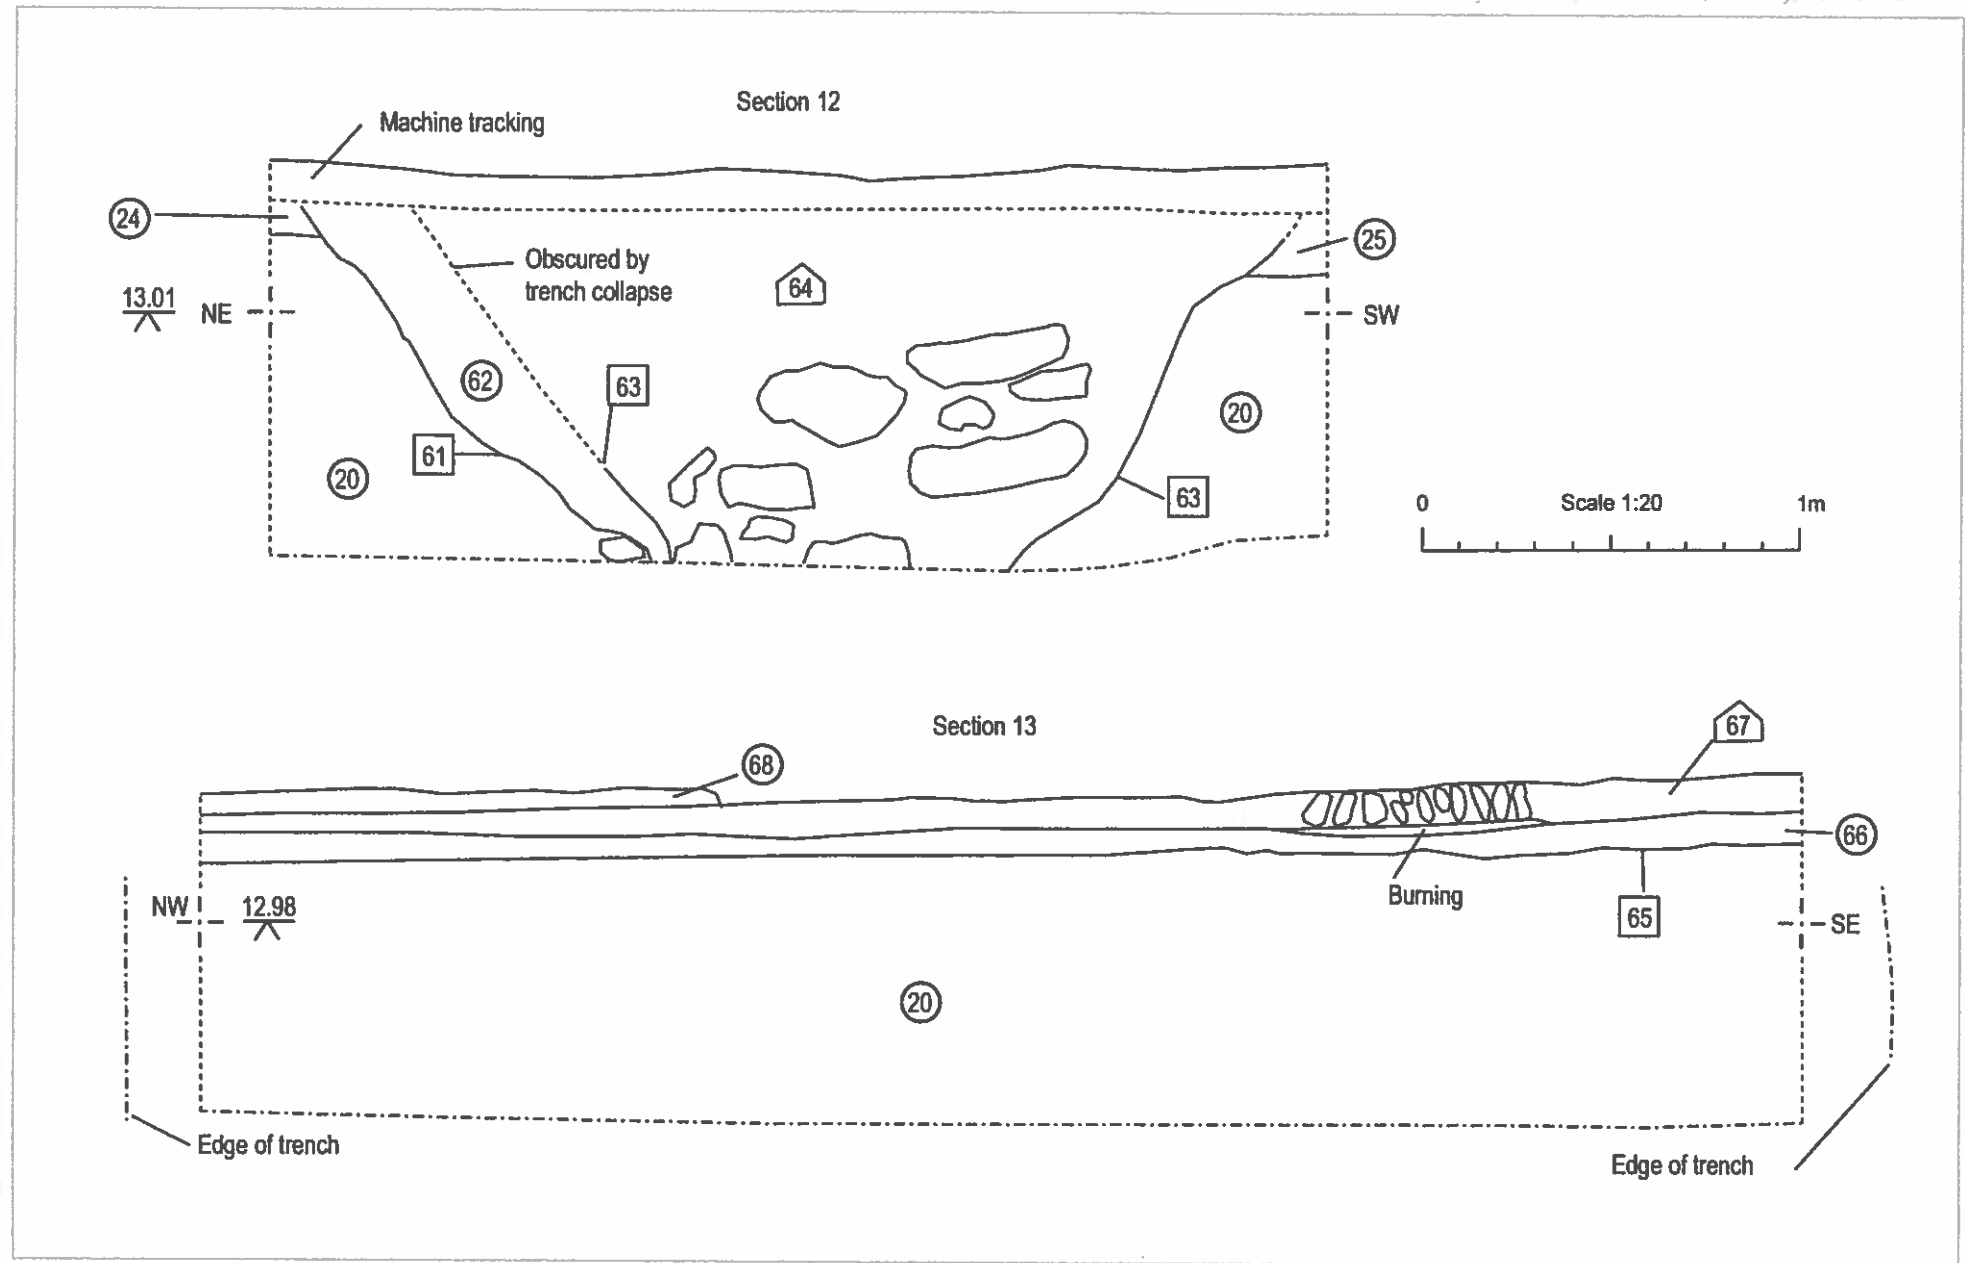 Section 12
Machine tracking
24
25
Obscured by
trench collapse
64
13.01
NE
SW
62
63
20
61
20
63
0
Scale 1:20
1m
Section 13
67
68
66
Burning
NW
12.98
65
SE
20
Edge of trench
Edge of trench